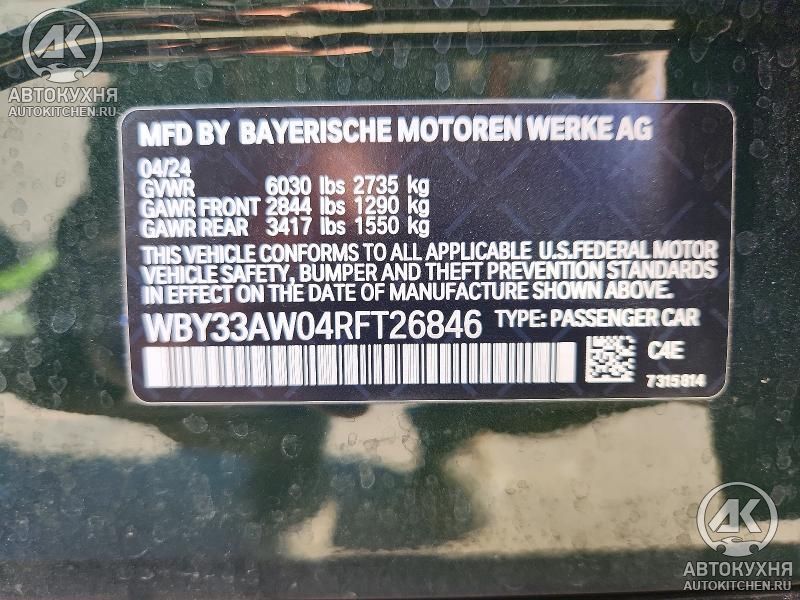 АК
АВТОКУХНЯ
AUTOKITCHEN.RU
MFD BY BAYERISCHE MOTOREN WERKE AG
04/24
GVWR 6030 lbs 2735 kg
GAWR FRONT 2844 lbs 1290 kg
GAWR REAR 3417 lbs 1550 kg
THIS VEHICLE CONFORMS TO ALL APPLICABLE U.S.FEDERAL MOTOR
VEHICLE SAFETY, BUMPER AND THEFT PREVENTION STANDARDS
IN EFFECT ON THE DATE OF MANUFACTURE SHOWN ABOVE.
WBY33AW04RFT26846 TYPE: PASSENGER CAR
C4E
7315814
АК
АВТОКУХНЯ
AUTOKITCHEN.RU